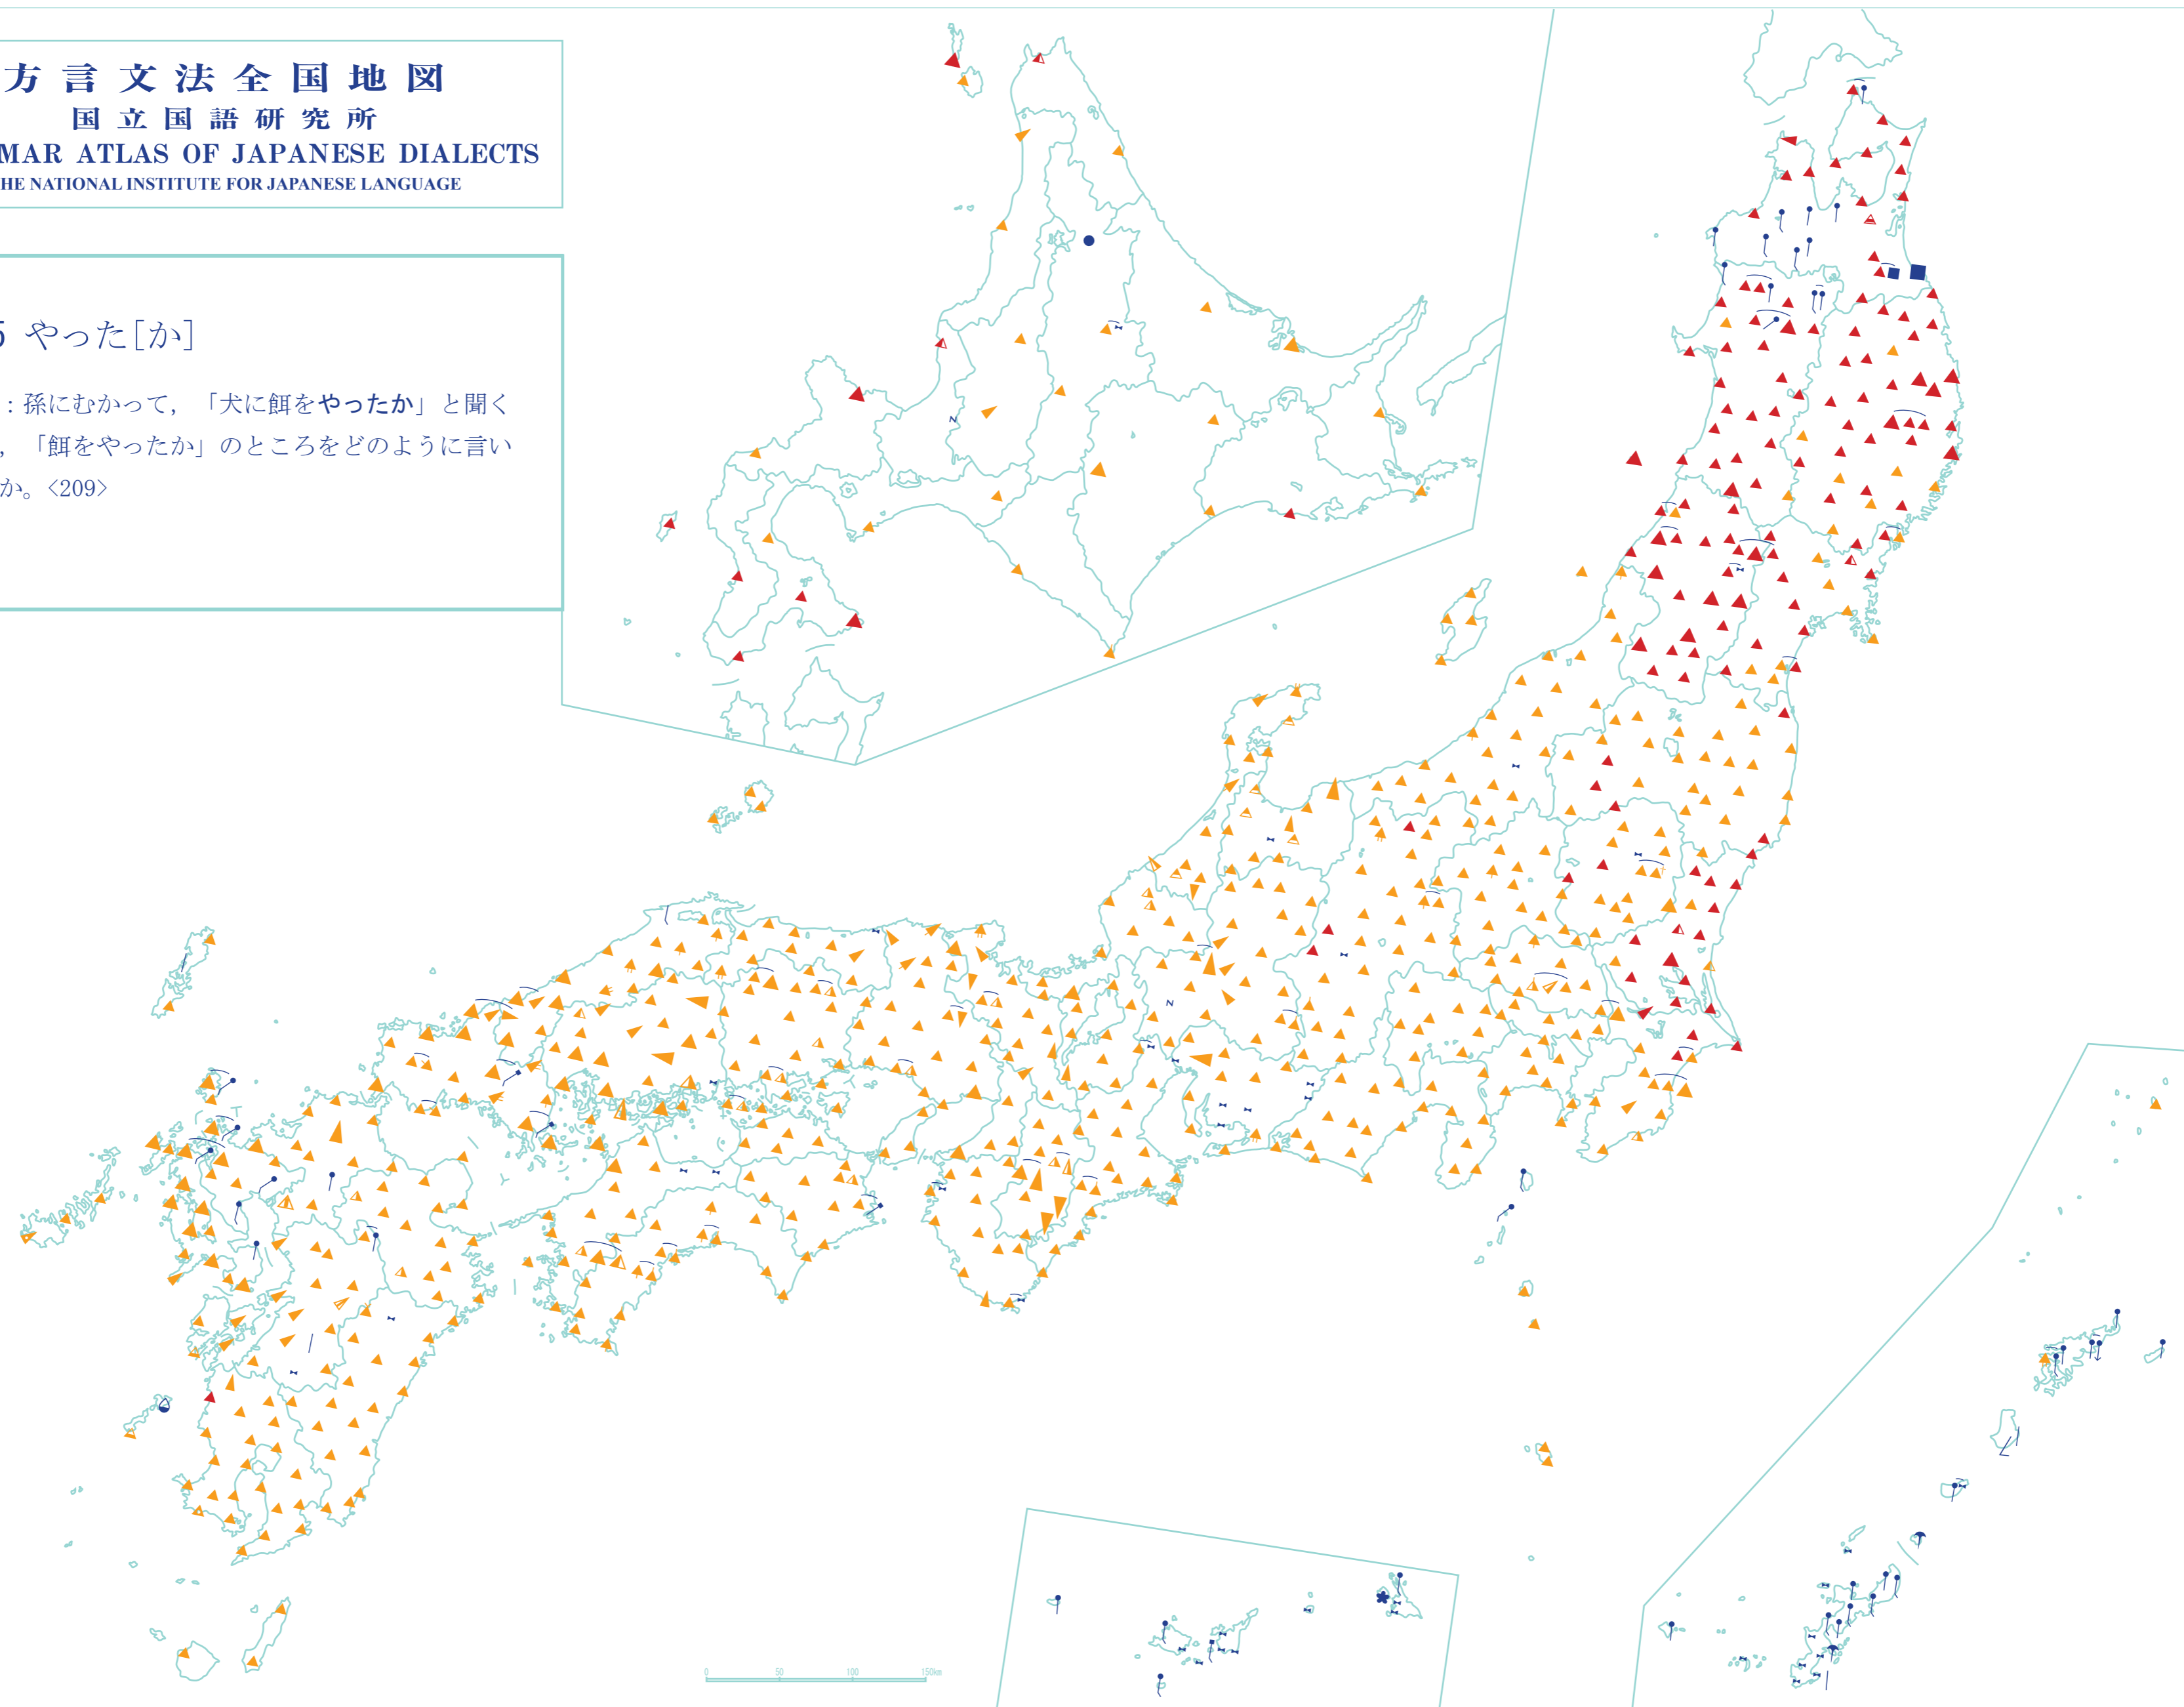 方言文法全国地図
国立国語研究所
MAR ATLAS OF JAPANESE DIALECTS
HE NATIONAL INSTITUTE FOR JAPANESE LANGUAGE
やった[か]
：孫にむかって，「犬に餌をやったか」と聞く
，「餌をやったか」のところをどのように言い
か。<209>
0 50 100 150km